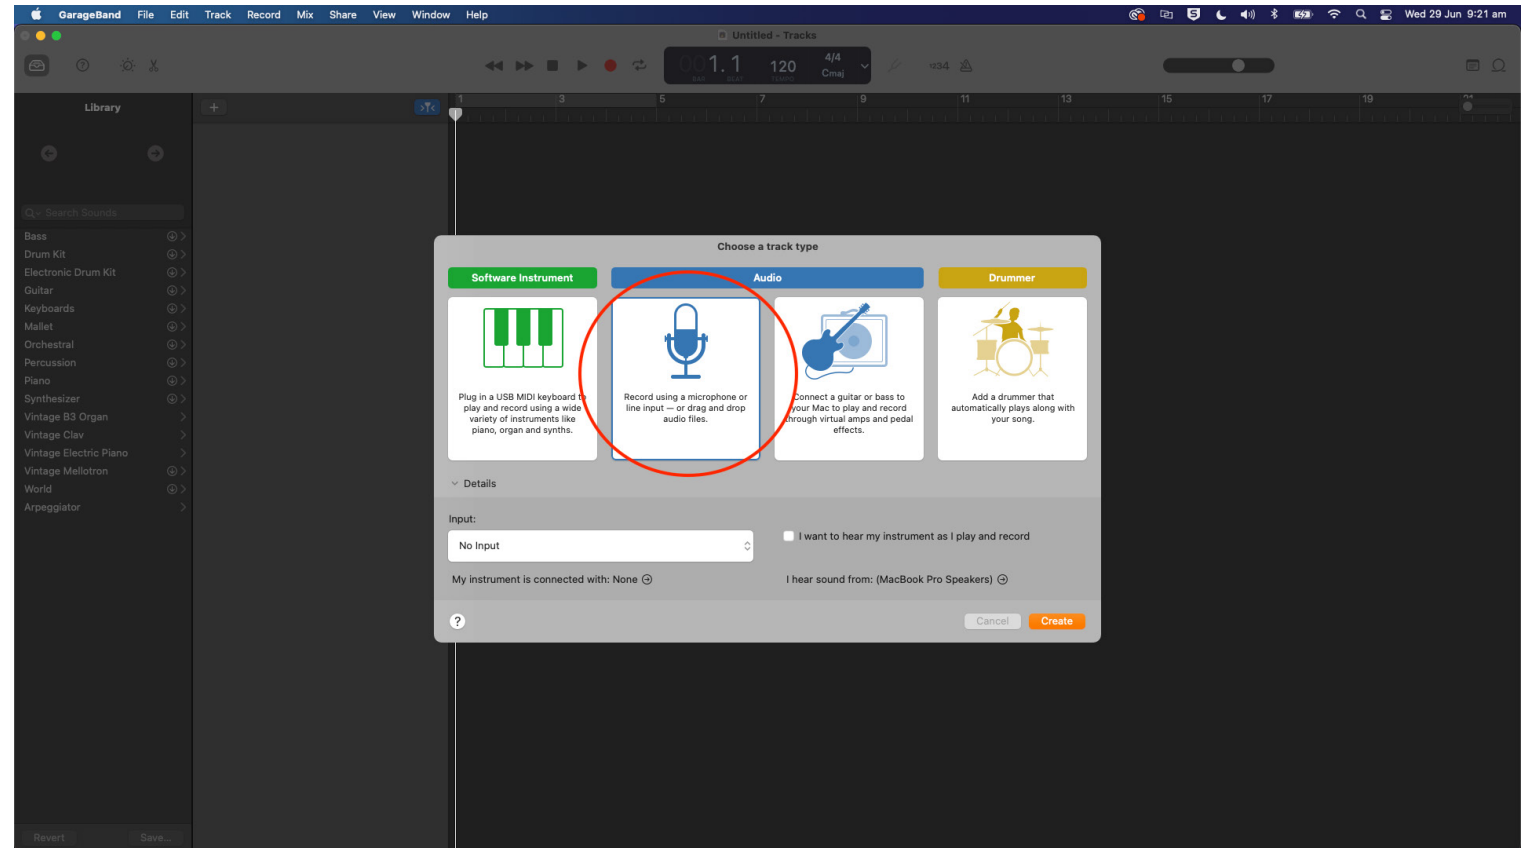 GarageBand File Edit Track Record Mix Share View Window Help
Wed 29 Jun 9:21 am
Untitled - Tracks
001.1
BAR BEAT
120
TEMPO
4/4
Cmaj
1234
Library
1 3 5 7 9 11 13 15 17 19
Search Sounds
Bass
Drum Kit
Electronic Drum Kit
Guitar
Keyboards
Mallet
Orchestral
Percussion
Piano
Synthesizer
Vintage B3 Organ
Vintage Clav
Vintage Electric Piano
Vintage Mellotron
World
Arpeggiator
Choose a track type
Software Instrument
Audio
Drummer
Plug in a USB MIDI keyboard to
play and record using a wide
variety of instruments like
piano, organ and synths.
Record using a microphone or
line input — or drag and drop
audio files.
Connect a guitar or bass to
your Mac to play and record
through virtual amps and pedal
effects.
Add a drummer that
automatically plays along with
your song.
Details
Input:
No Input
I want to hear my instrument as I play and record
My instrument is connected with: None
I hear sound from: (MacBook Pro Speakers)
?
Cancel
Create
Revert
Save...